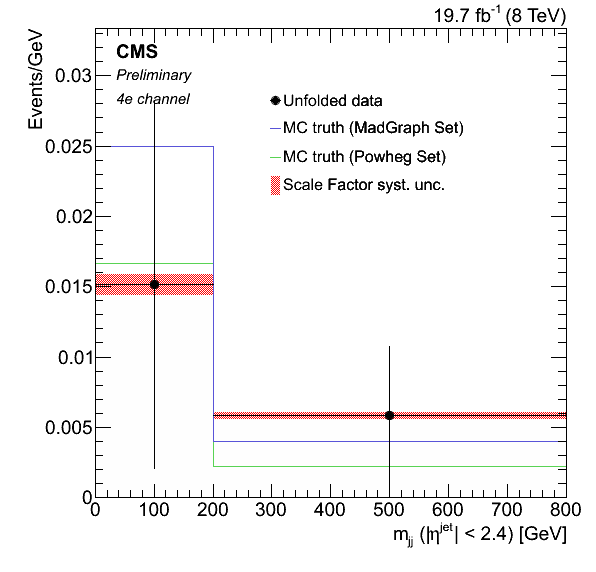 19.7 fb⁻¹ (8 TeV)
Events/GeV
CMS
Preliminary
4e channel
Unfolded data
MC truth (MadGraph Set)
MC truth (Powheg Set)
Scale Factor syst. unc.
0.03
0.025
0.02
0.015
0.01
0.005
0
0 100 200 300 400 500 600 700 800
m_jj (|η^jet| < 2.4) [GeV]